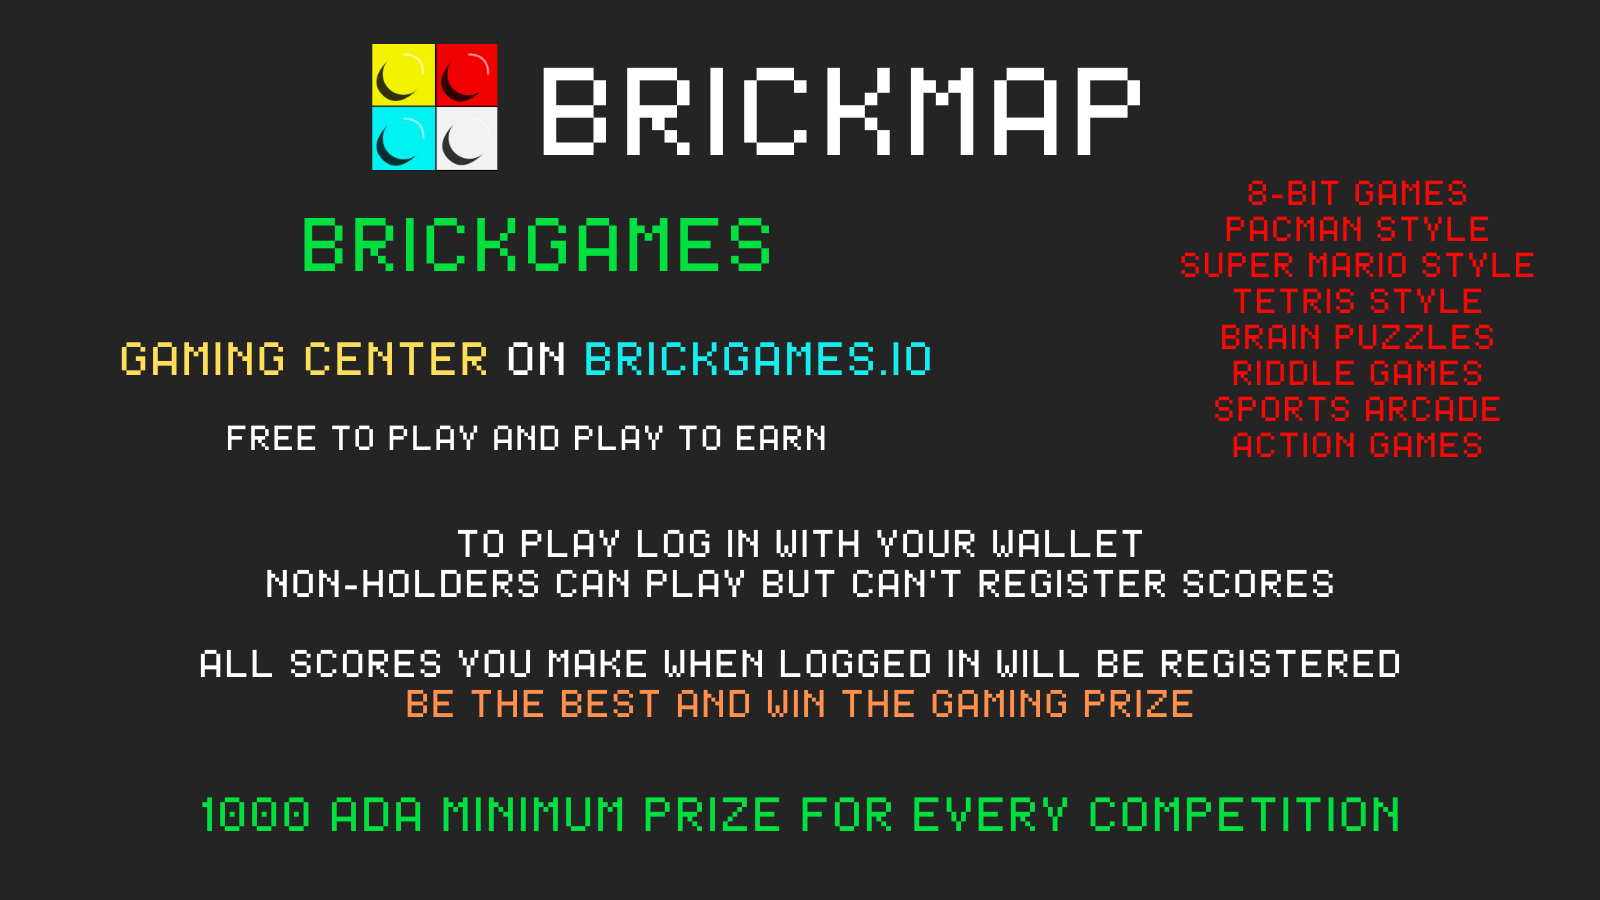 BRICKMAP
BRICKGAMES
GAMING CENTER ON BRICKGAMES.IO
FREE TO PLAY AND PLAY TO EARN
8-BIT GAMES
PACMAN STYLE
SUPER MARIO STYLE
TETRIS STYLE
BRAIN PUZZLES
RIDDLE GAMES
SPORTS ARCADE
ACTION GAMES
TO PLAY LOG IN WITH YOUR WALLET
NON-HOLDERS CAN PLAY BUT CAN'T REGISTER SCORES
ALL SCORES YOU MAKE WHEN LOGGED IN WILL BE REGISTERED
BE THE BEST AND WIN THE GAMING PRIZE
1000 ADA MINIMUM PRIZE FOR EVERY COMPETITION